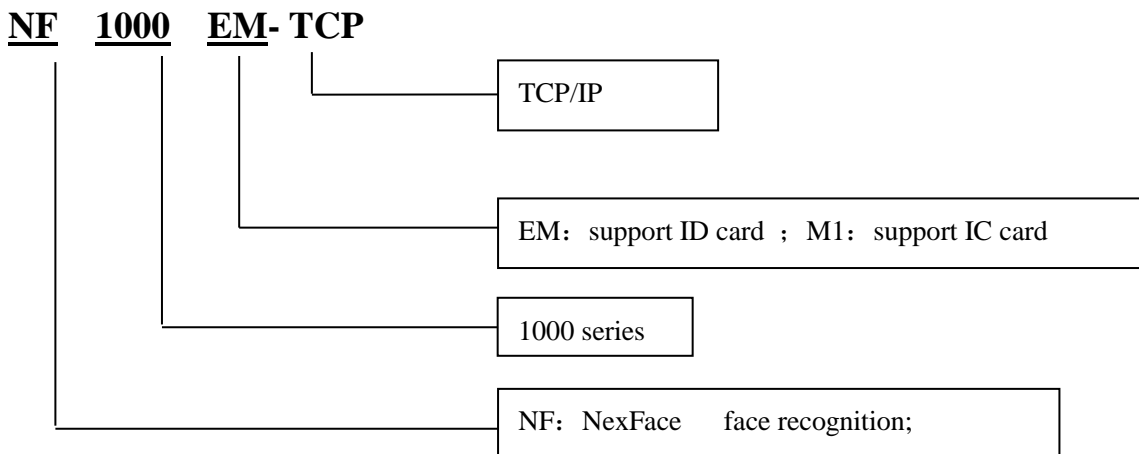 NF 1000 EM- TCP
TCP/IP
EM： support ID card ；M1：support IC card
1000 series
NF：NexFace face recognition;